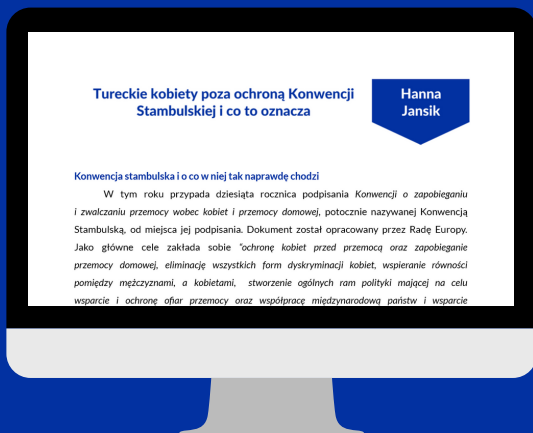 Tureckie kobiety poza ochroną Konwencji
Stambulskiej i co to oznacza
Hanna
Jansik
Konwencja stambulska i o co w niej tak naprawdę chodzi
W tym roku przypada dziesiąta rocznica podpisania Konwencji o zapobieganiu
i zwalczaniu przemocy wobec kobiet i przemocy domowej, potocznie nazywanej Konwencją
Stambulską, od miejsca jej podpisania. Dokument został opracowany przez Radę Europy.
Jako główne cele zakłada sobie "ochronę kobiet przed przemocą oraz zapobieganie
przemocy domowej, eliminację wszystkich form dyskryminacji kobiet, wspieranie równości
pomiędzy mężczyznami, a kobietami, stworzenie ogólnych ram polityki mającej na celu
wsparcie i ochronę ofiar przemocy oraz współpracę międzynarodową państw i wsparcie